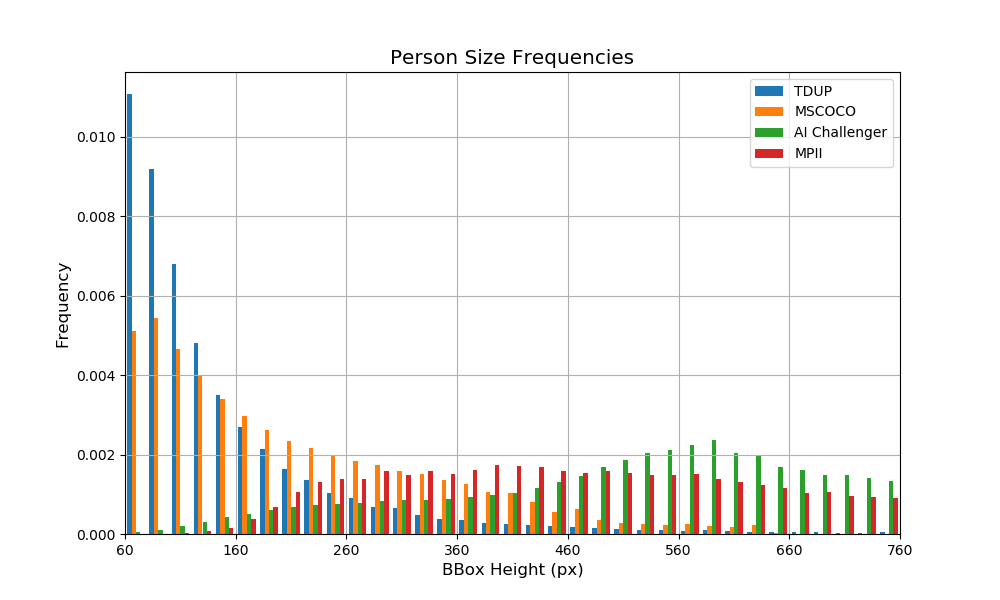 Person Size Frequencies
TDUP
MSCOCO
AI Challenger
MPII
0.010
0.008
0.006
0.004
0.002
0.000
Frequency
60 160 260 360 460 560 660 760
BBox Height (px)